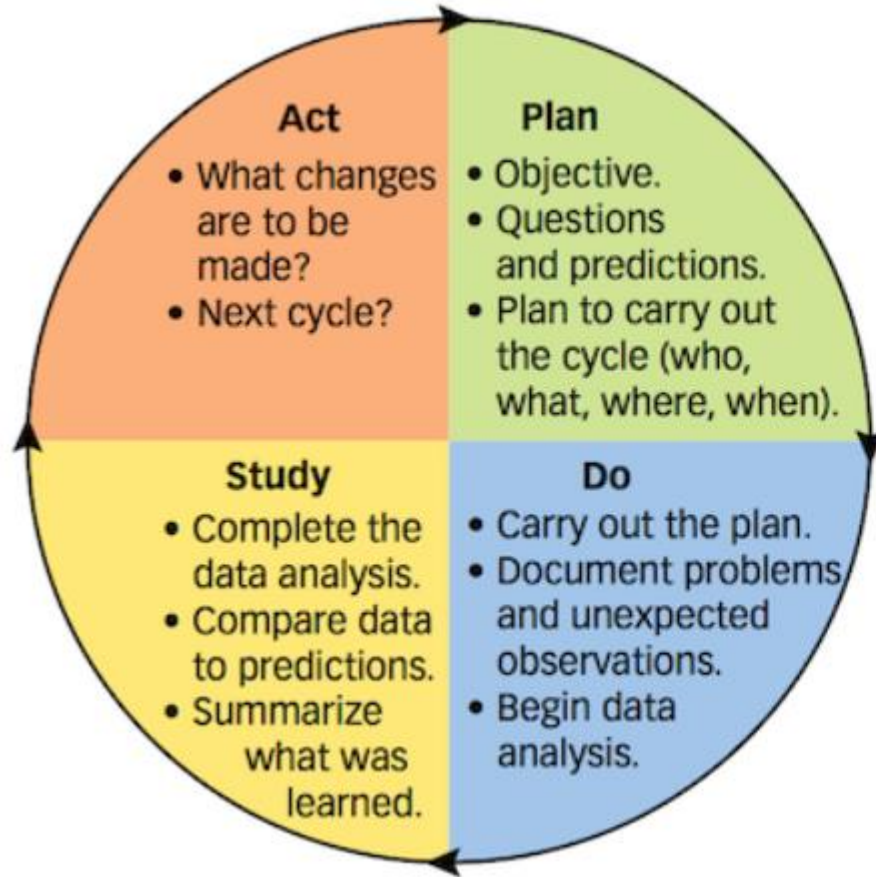 Act
• What changes
are to be
made?
• Next cycle?
Plan
• Objective.
• Questions
and predictions.
• Plan to carry out
the cycle (who,
what, where, when).
Study
• Complete the
data analysis.
• Compare data
to predictions.
• Summarize
what was
learned.
Do
• Carry out the plan.
• Document problems
and unexpected
observations.
• Begin data
analysis.